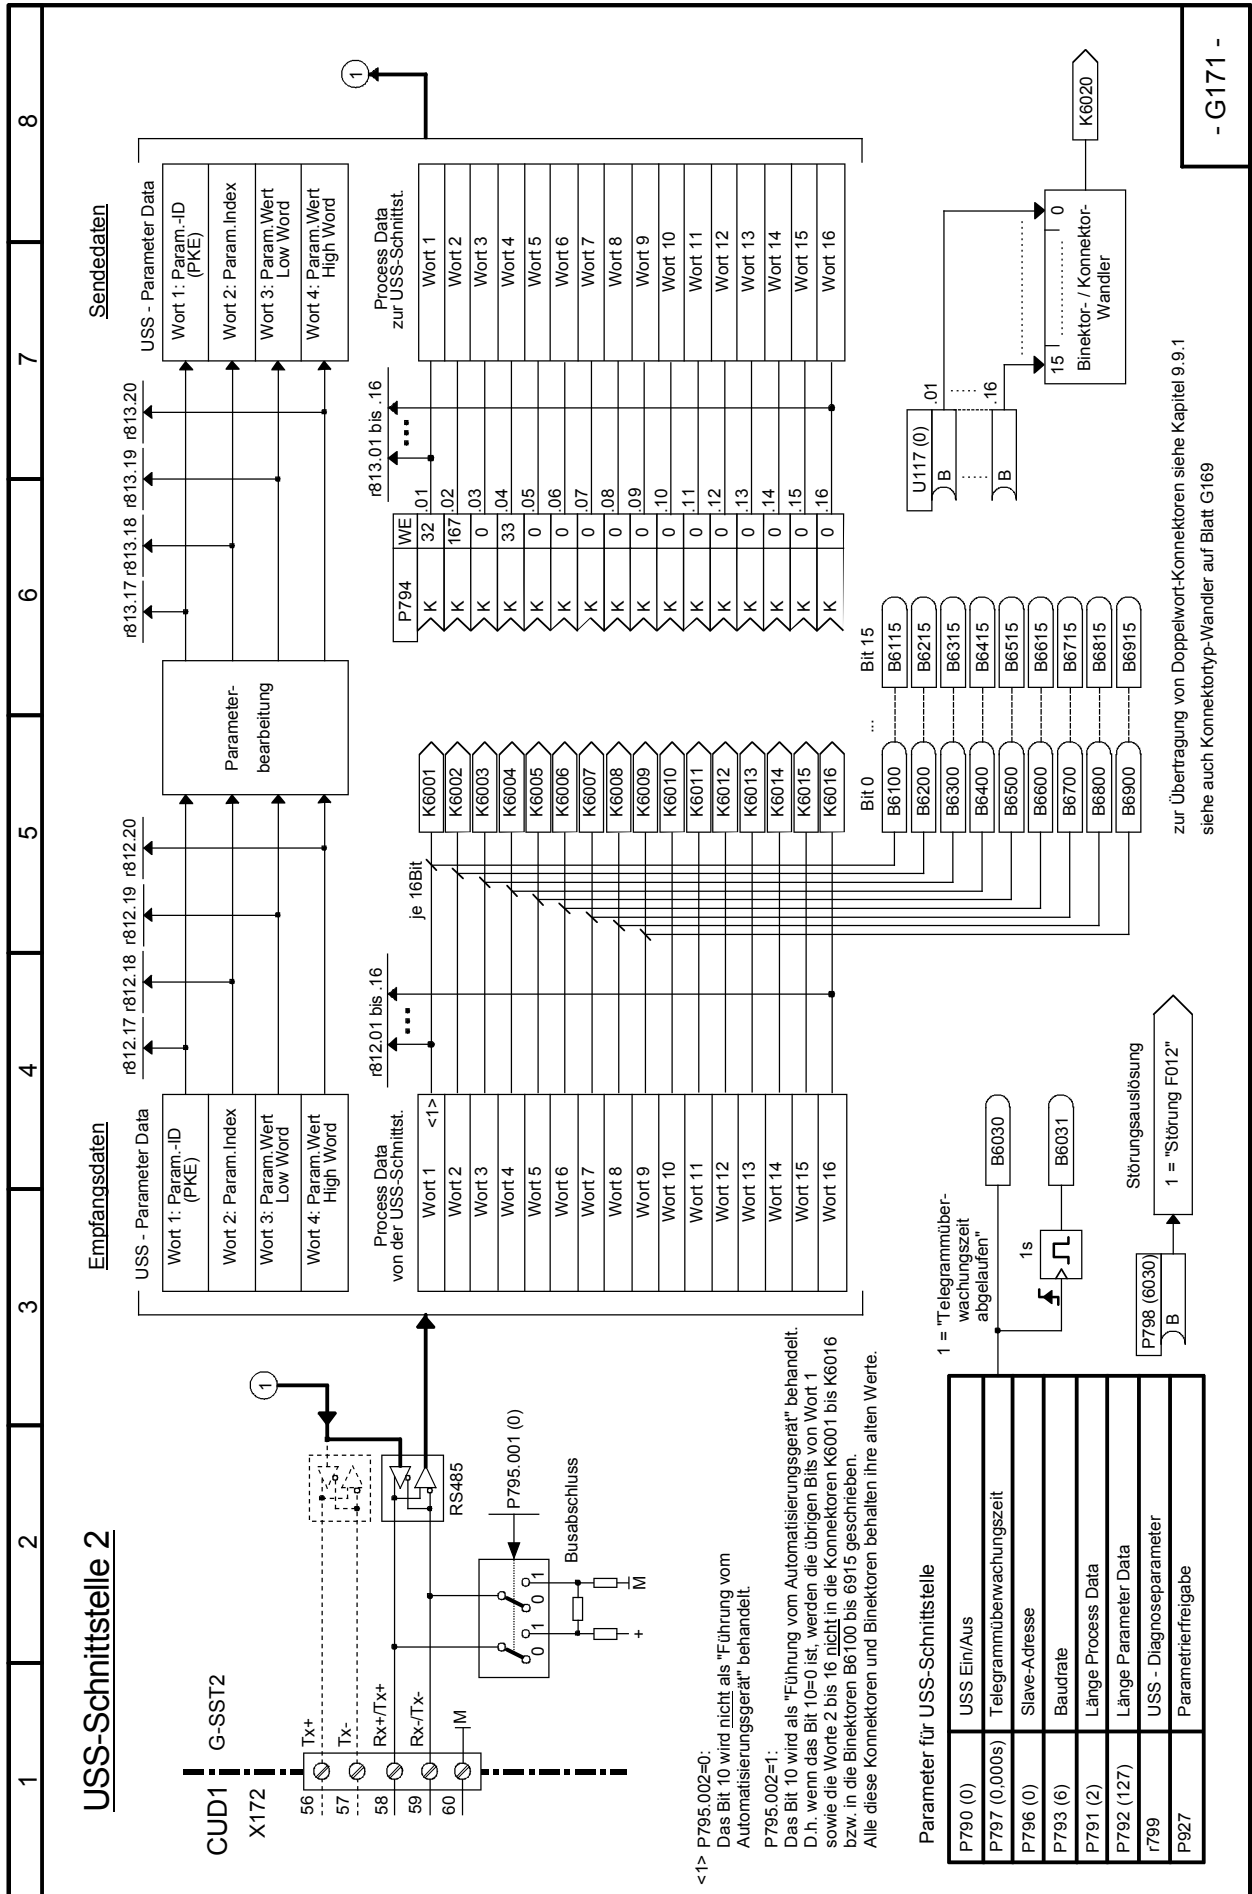 1 2 3 4 5 6 7 8
USS-Schnittstelle 2
CUD1 G-SST2
X172
56 Tx+
57 Tx-
58 Rx+/Tx+
59 Rx-/Tx-
60 M
1
RS485
P795.001 (0)
0 1 0 1
Busabschluss
+ M
<1> P795.002=0:
Das Bit 10 wird nicht als "Führung vom
Automatisierungsgerät" behandelt.
P795.002=1:
Das Bit 10 wird als "Führung vom Automatisierungsgerät" behandelt.
D.h. wenn das Bit 10=0 ist, werden die übrigen Bits von Wort 1
sowie die Worte 2 bis 16 nicht in die Konnektoren K6001 bis K6016
bzw. in die Binektoren B6100 bis 6915 geschrieben.
Alle diese Konnektoren und Binektoren behalten ihre alten Werte.
Parameter für USS-Schnittstelle
P790 (0) USS Ein/Aus
P797 (0,000s) Telegrammüberwachungszeit
P796 (0) Slave-Adresse
P793 (6) Baudrate
P791 (2) Länge Process Data
P792 (127) Länge Parameter Data
r799 USS - Diagnoseparameter
P927 Parametrierfreigabe
1 = "Telegrammüber-
wachungszeit
abgelaufen"
1s
B6030
B6031
P798 (6030)
B
Störungsauslösung
1 = "Störung F012"
Empfangsdaten
USS - Parameter Data
Wort 1: Param.-ID
(PKE)
Wort 2: Param.Index
Wort 3: Param.Wert
Low Word
Wort 4: Param.Wert
High Word
r812.17 r812.18 r812.19 r812.20
Parameter-
bearbeitung
r813.17 r813.18 r813.19 r813.20
Sendedaten
USS - Parameter Data
Wort 1: Param.-ID
(PKE)
Wort 2: Param.Index
Wort 3: Param.Wert
Low Word
Wort 4: Param.Wert
High Word
1
Process Data
von der USS-Schnittst.
Wort 1 <1>
Wort 2
Wort 3
Wort 4
Wort 5
Wort 6
Wort 7
Wort 8
Wort 9
Wort 10
Wort 11
Wort 12
Wort 13
Wort 14
Wort 15
Wort 16
r812.01 bis .16
je 16Bit
K6001
K6002
K6003
K6004
K6005
K6006
K6007
K6008
K6009
K6010
K6011
K6012
K6013
K6014
K6015
K6016
Bit 0 ... Bit 15
B6100 B6115
B6200 B6215
B6300 B6315
B6400 B6415
B6500 B6515
B6600 B6615
B6700 B6715
B6800 B6815
B6900 B6915
P794 WE
K 32 .01
K 167 .02
K 0 .03
K 33 .04
K 0 .05
K 0 .06
K 0 .07
K 0 .08
K 0 .09
K 0 .10
K 0 .11
K 0 .12
K 0 .13
K 0 .14
K 0 .15
K 0 .16
r813.01 bis .16
Process Data
zur USS-Schnittst.
Wort 1
Wort 2
Wort 3
Wort 4
Wort 5
Wort 6
Wort 7
Wort 8
Wort 9
Wort 10
Wort 11
Wort 12
Wort 13
Wort 14
Wort 15
Wort 16
U117 (0)
B .01
B .16
15 0
Binektor- / Konnektor-
Wandler
K6020
zur Übertragung von Doppelwort-Konnektoren siehe Kapitel 9.9.1
siehe auch Konnektortyp-Wandler auf Blatt G169
- G171 -